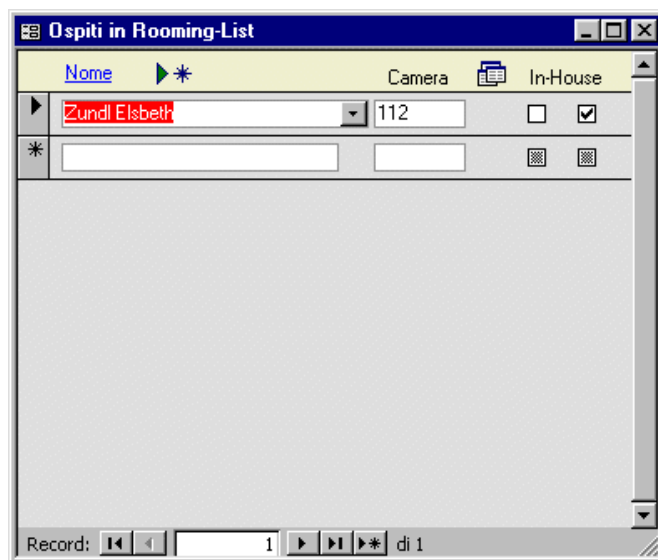 Ospiti in Rooming-List
Nome Camera In-House
Zundl Elsbeth 112
Record: 1 di 1